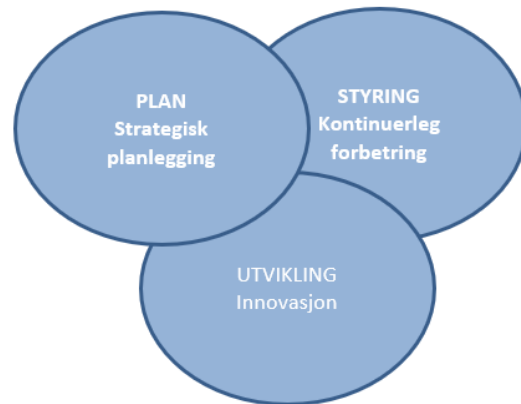 PLAN
Strategisk
planlegging
STYRING
Kontinuerleg
forbetring
UTVIKLING
Innovasjon